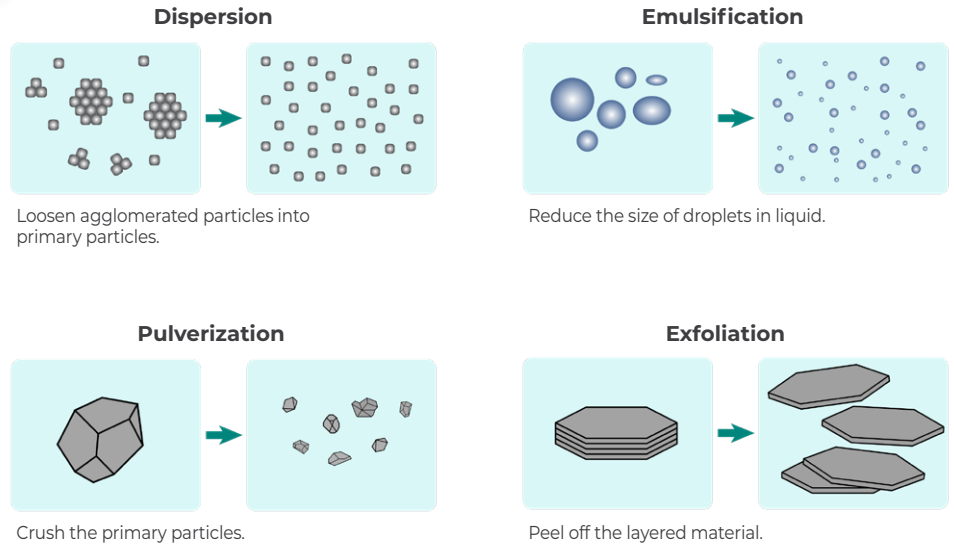 Dispersion
Loosen agglomerated particles into
primary particles.
Emulsification
Reduce the size of droplets in liquid.
Pulverization
Crush the primary particles.
Exfoliation
Peel off the layered material.